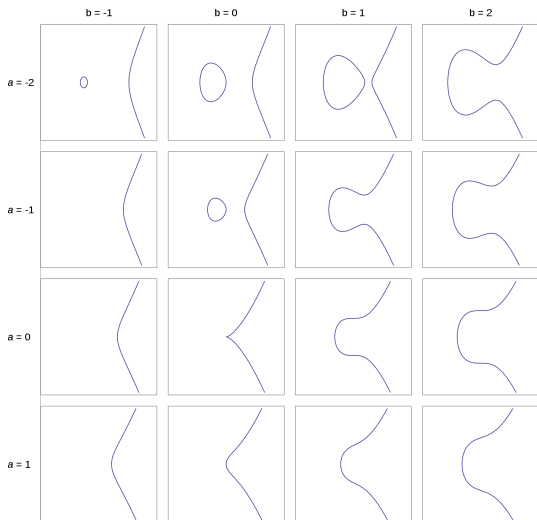 b = -1 b = 0 b = 1 b = 2
a = -2
a = -1
a = 0
a = 1